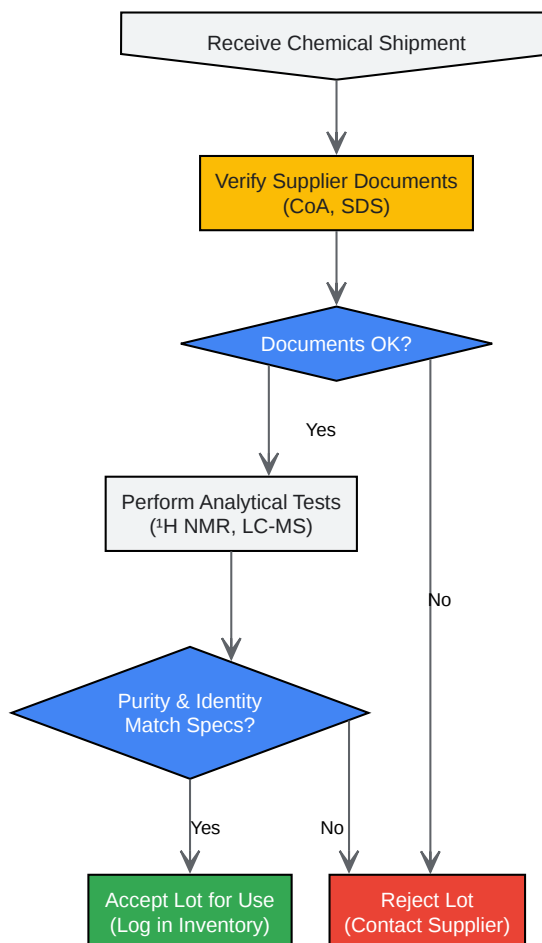 Receive Chemical Shipment
Verify Supplier Documents
(CoA, SDS)
Documents OK?
Yes
Perform Analytical Tests
(¹H NMR, LC-MS)
No
Purity & Identity
Match Specs?
Yes
No
Accept Lot for Use
(Log in Inventory)
Reject Lot
(Contact Supplier)